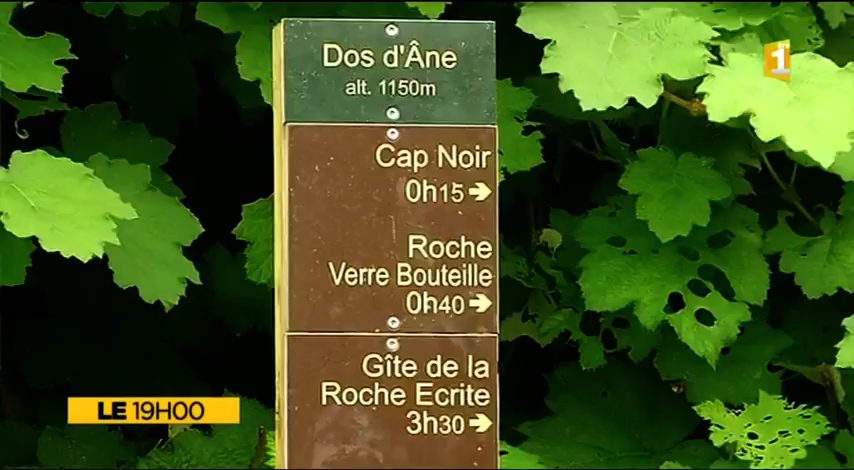 1
Dos d'Âne
alt. 1150m
Cap Noir
0h15
Roche
Verre Bouteille
0h40
Gîte de la
Roche Ecrite
3h30
LE 19H00